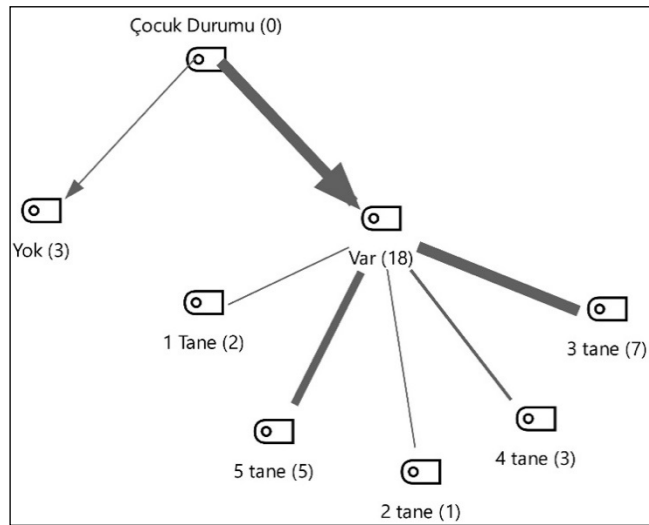 Çocuk Durumu (0)
Yok (3)
Var (18)
1 Tane (2)
3 tane (7)
5 tane (5)
4 tane (3)
2 tane (1)